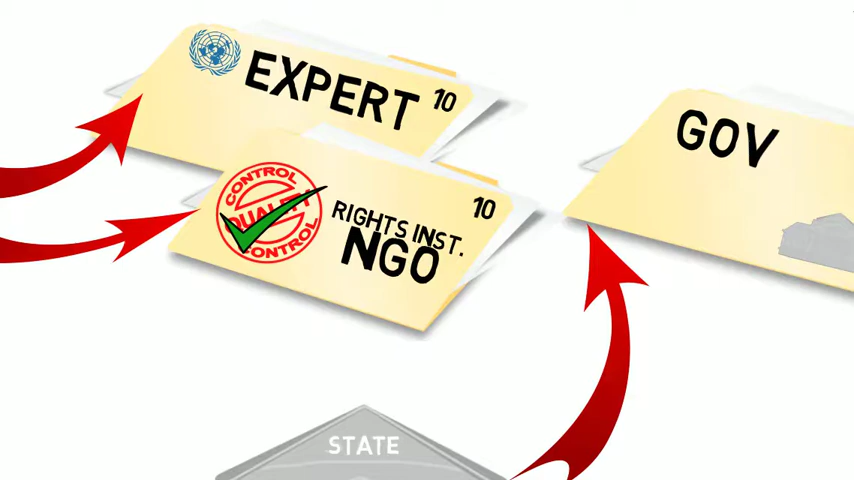 EXPERT
10
GOV
CONTROL
QUALITY
CONTROL
RIGHTS INST.
NGO
10
STATE